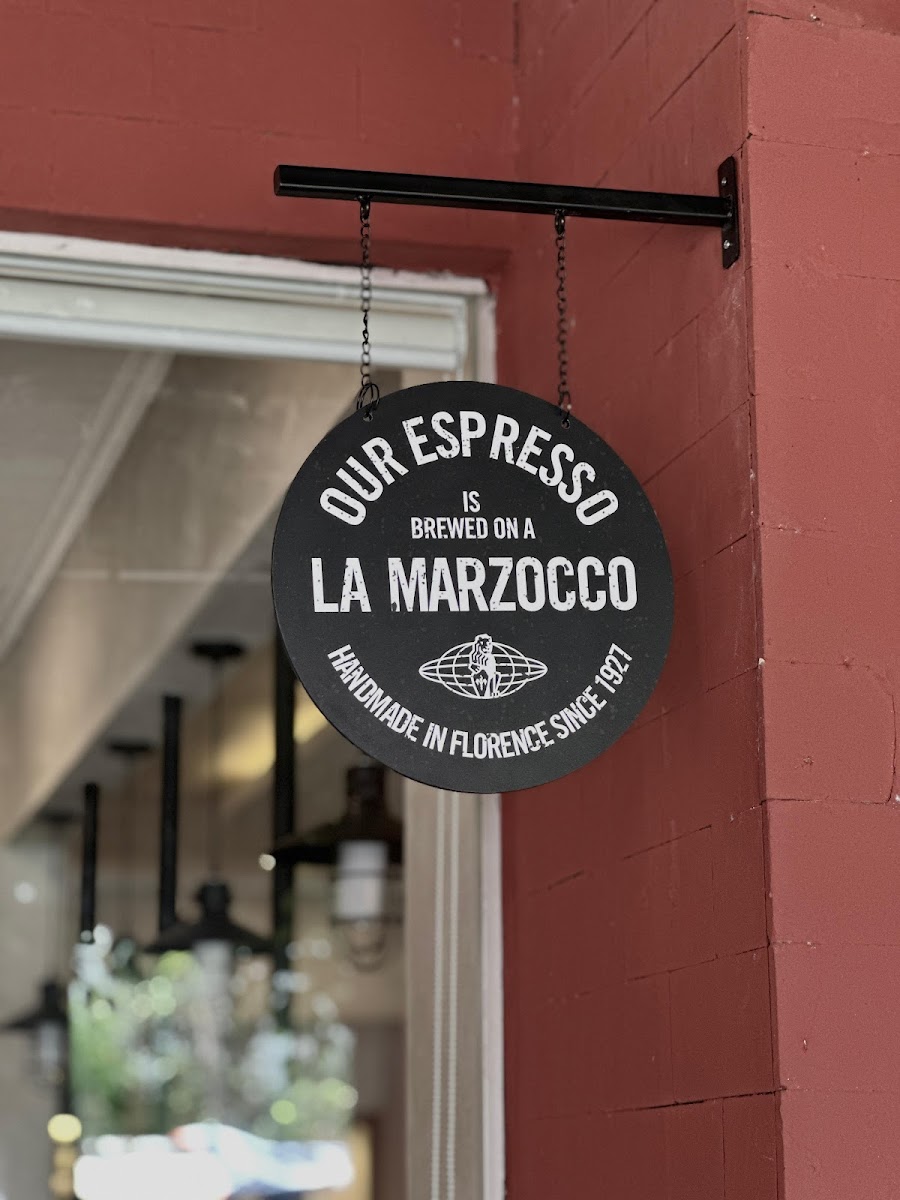 OUR ESPRESSO
IS
BREWED ON A
LA MARZOCCO
HANDMADE IN FLORENCE SINCE 1927